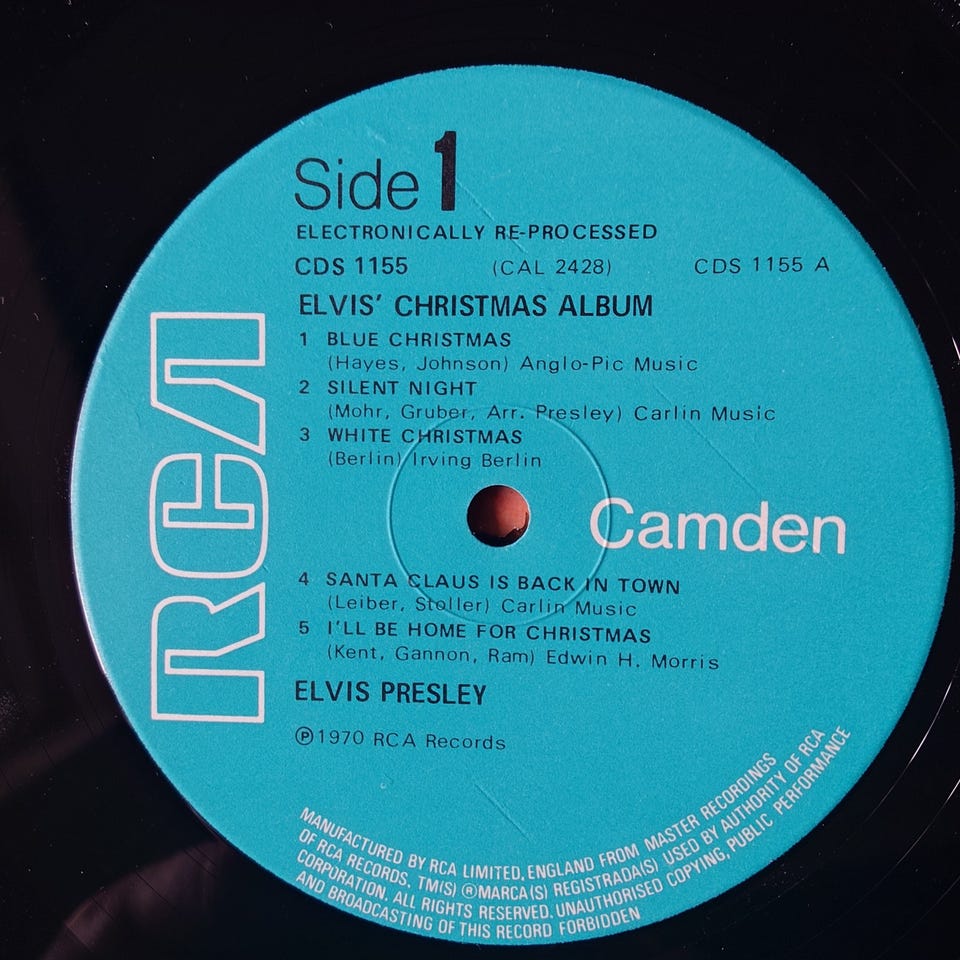 Side 1
ELECTRONICALLY RE-PROCESSED
CDS 1155 (CAL 2428) CDS 1155 A
ELVIS' CHRISTMAS ALBUM
1 BLUE CHRISTMAS
(Hayes, Johnson) Anglo-Pic Music
2 SILENT NIGHT
(Mohr, Gruber, Arr. Presley) Carlin Music
3 WHITE CHRISTMAS
(Berlin) Irving Berlin
RCA
Camden
4 SANTA CLAUS IS BACK IN TOWN
(Leiber, Stoller) Carlin Music
5 I'LL BE HOME FOR CHRISTMAS
(Kent, Gannon, Ram) Edwin H. Morris
ELVIS PRESLEY
℗1970 RCA Records
MANUFACTURED BY RCA LIMITED, ENGLAND FROM MASTER RECORDINGS
OF RCA RECORDS, TM(S) ®MARCA(S) REGISTRADA(S) USED BY AUTHORITY OF RCA
CORPORATION. ALL RIGHTS RESERVED. UNAUTHORISED COPYING, PUBLIC PERFORMANCE
AND BROADCASTING OF THIS RECORD FORBIDDEN